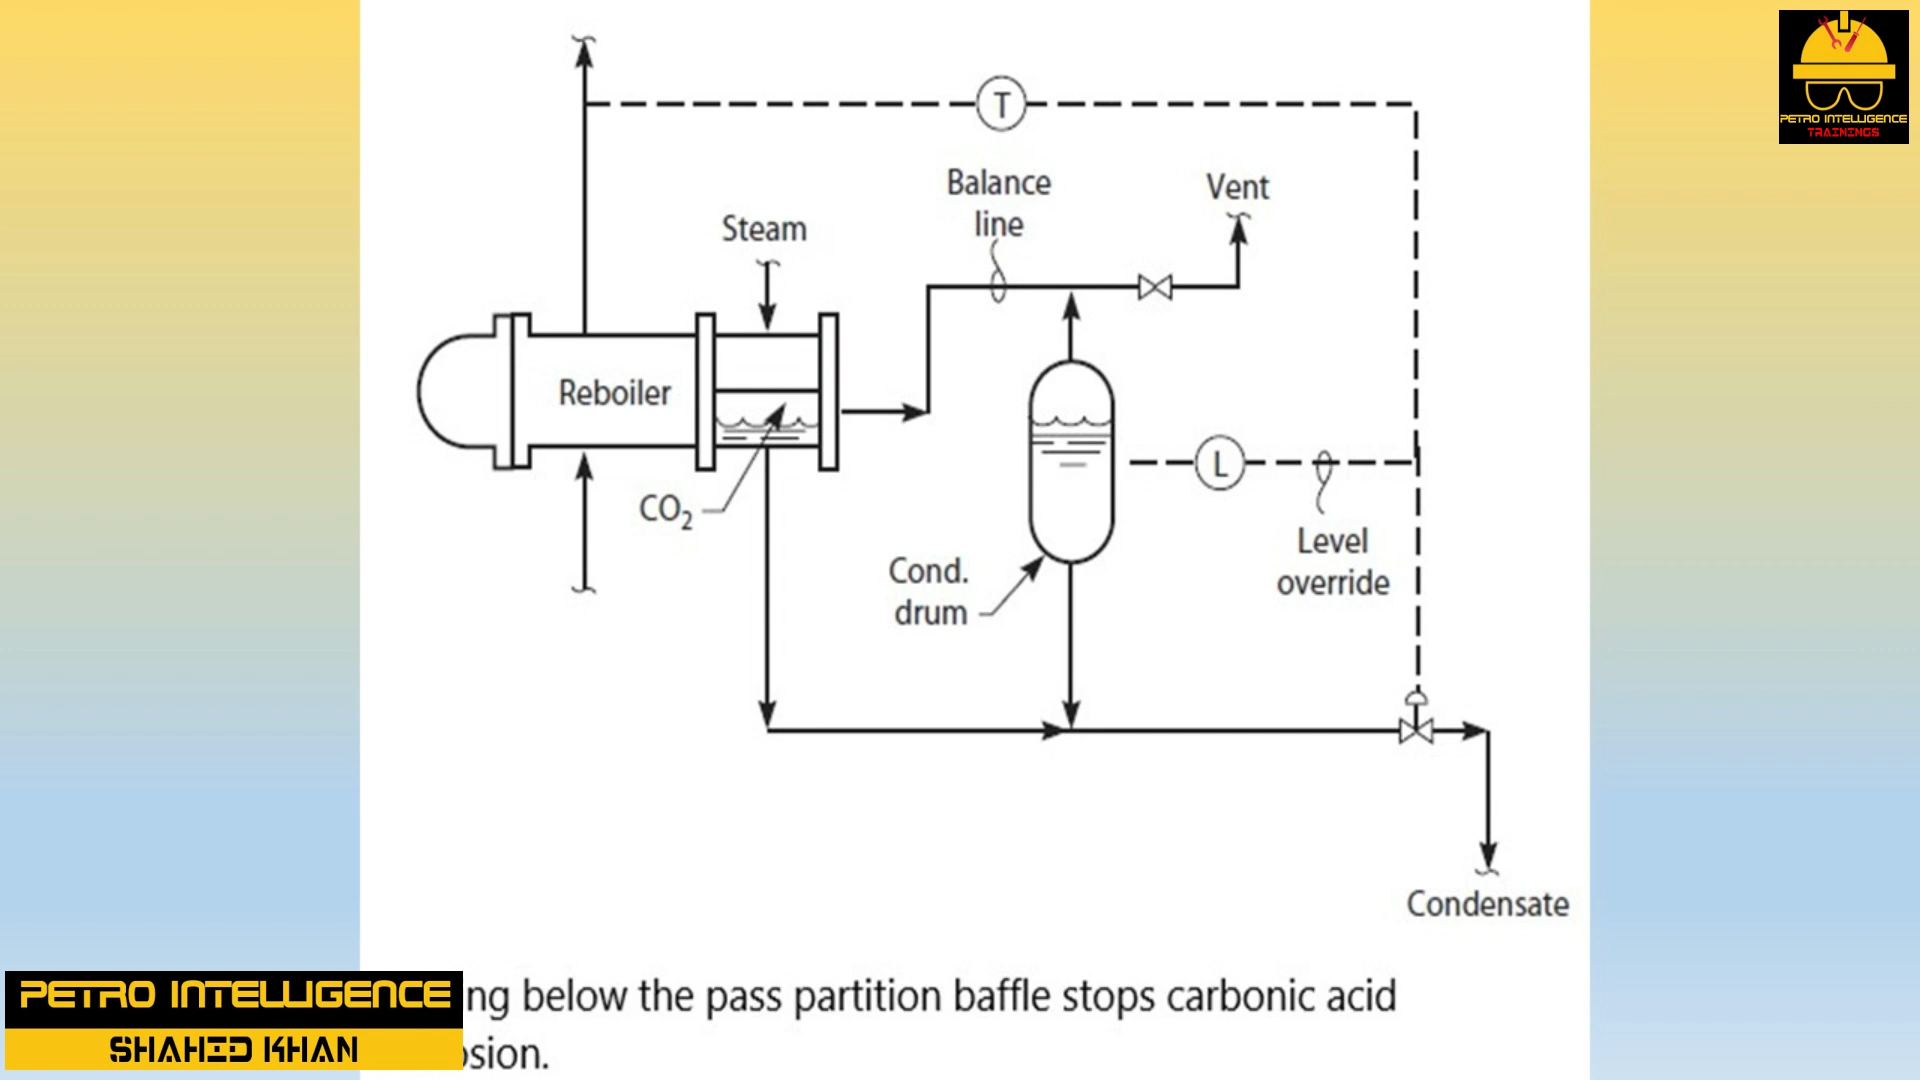 PETRO INTELLIGENCE
TRAININGS
T
Balance
line
Vent
Steam
Reboiler
CO₂
L
Cond.
drum
Level
override
Condensate
ng below the pass partition baffle stops carbonic acid
osion.
PETRO INTELLIGENCE
SHAHID KHAN